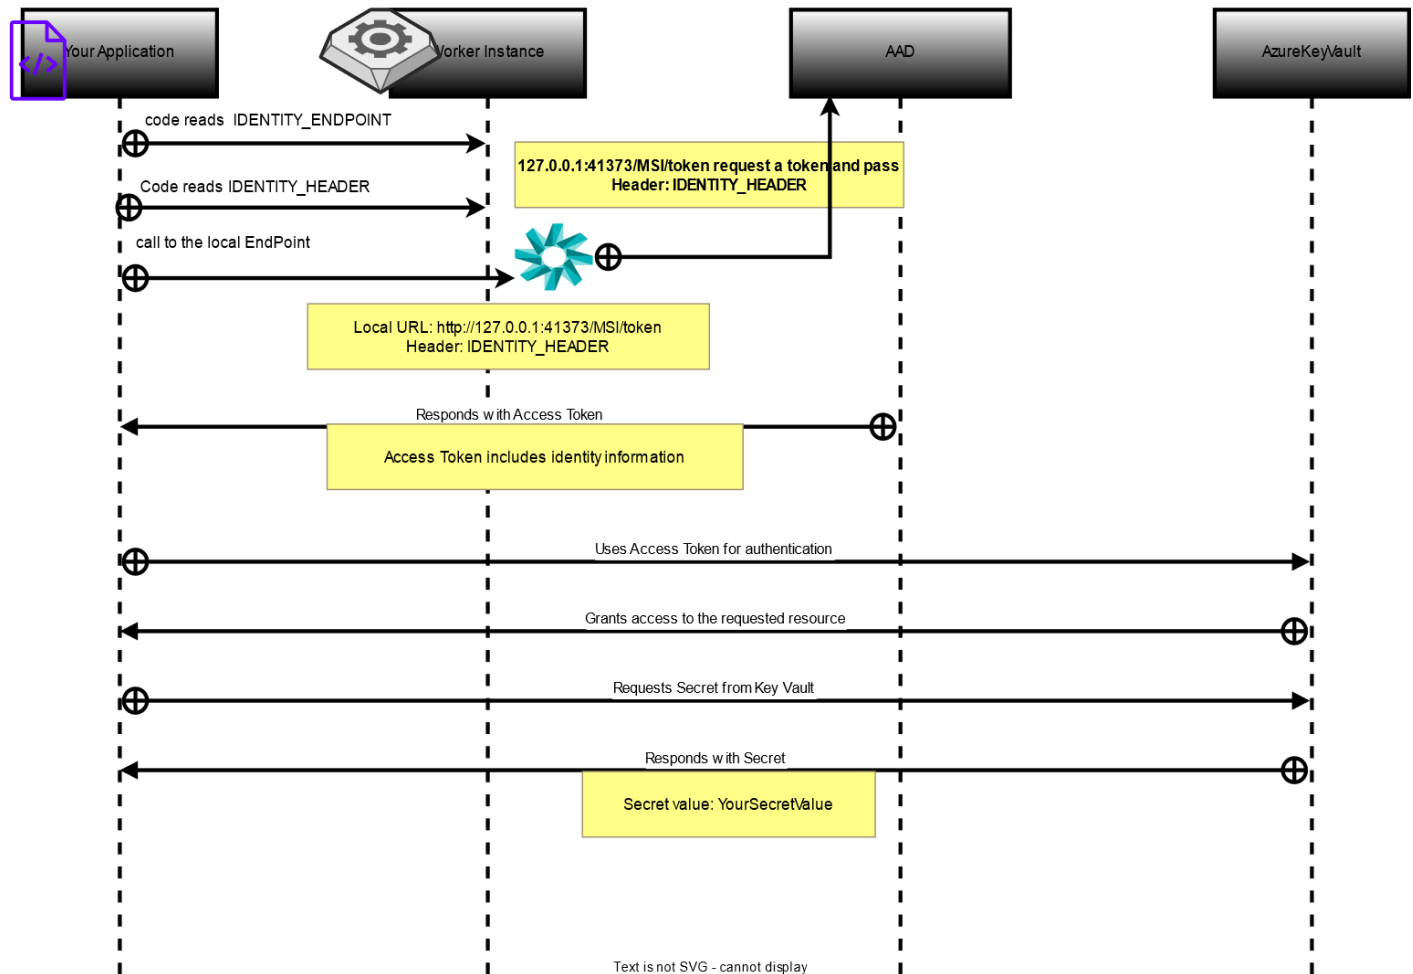 Your Application
Worker Instance
AAD
AzureKeyVault
</>
code reads  IDENTITY_ENDPOINT
127.0.0.1:41373/MSI/token request a token and pass
Header: IDENTITY_HEADER
Code reads IDENTITY_HEADER
call to the local EndPoint
Local URL: http://127.0.0.1:41373/MSI/token
Header: IDENTITY_HEADER
Responds with Access Token
Access Token includes identity information
Uses Access Token for authentication
Grants access to the requested resource
Requests Secret from Key Vault
Responds with Secret
Secret value: YourSecretValue
Text is not SVG - cannot display